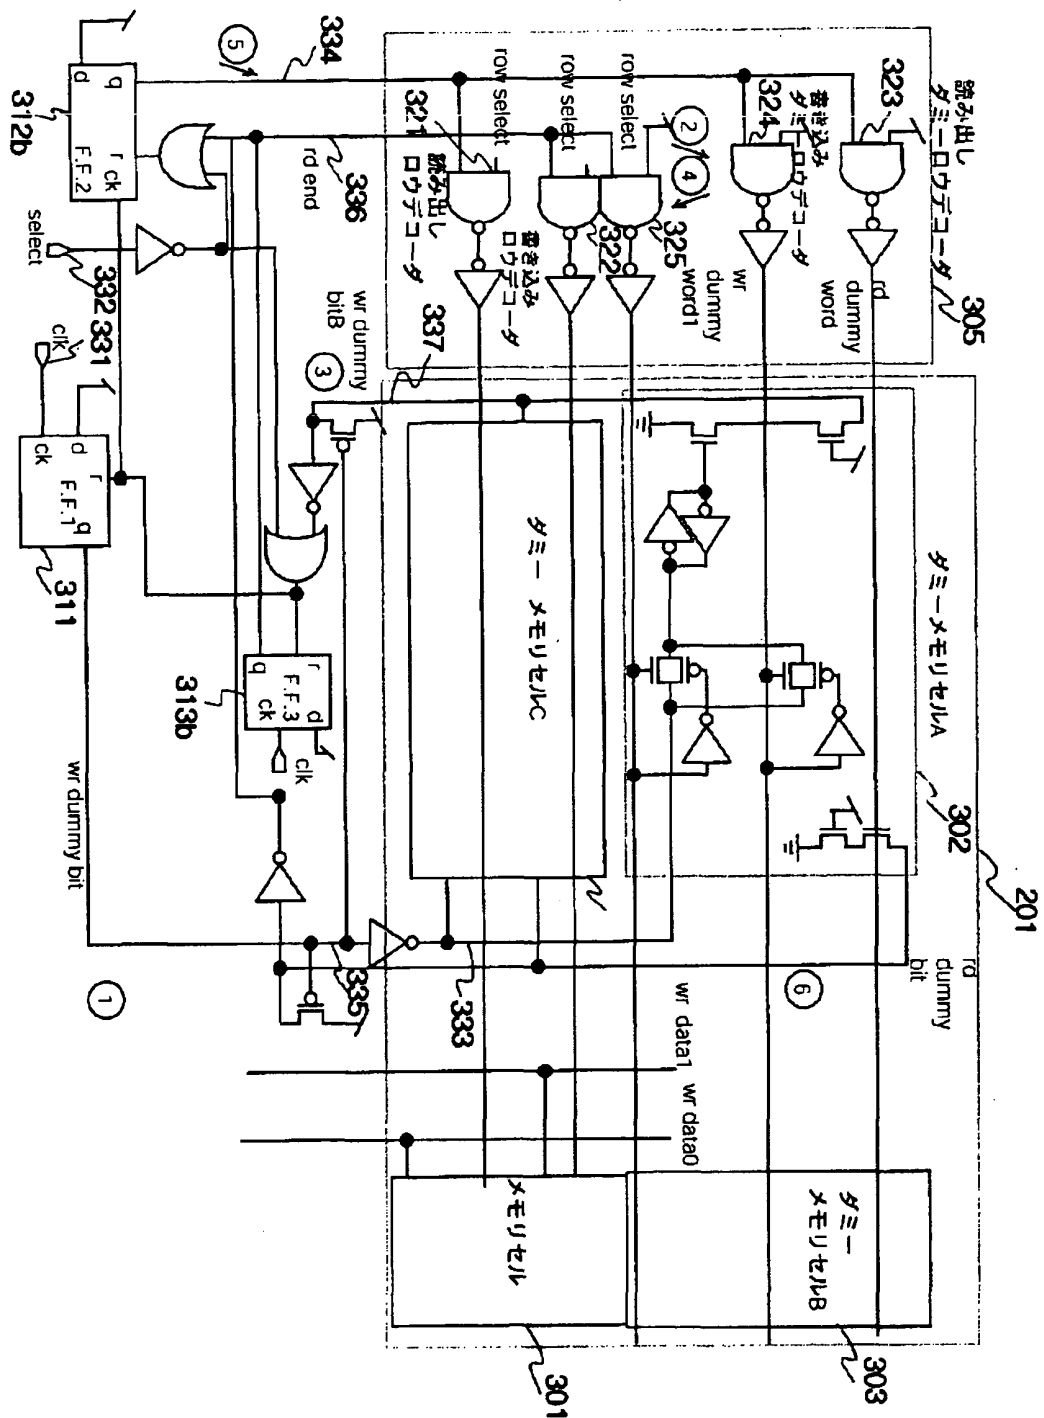 読み出し
ダミーロウデコーダ
305
323
書き込み
ダミーロウデコーダ
324
row select
row select
row select
② ④
325
322
書き込み
ロウデコータ
321
読み出し
ロウデコータ
334
⑤
336
rd end
q
d
r
ck
F.F.2
312b
select
332
331
clk
d
ck
r
q
F.F.1
311
rd
dummy
word
wr
dummy
word1
wr dummy
bitB
③
337
ダミーメモリセルA
302
201
ダミー メモリセルC
r
d
q
ck
F.F.3
313b
clk
wr dummy bit
①
335
333
⑥
rd
dummy
bit
wr data1
wr data0
ダミー
メモリセルB
303
メモリセル
301